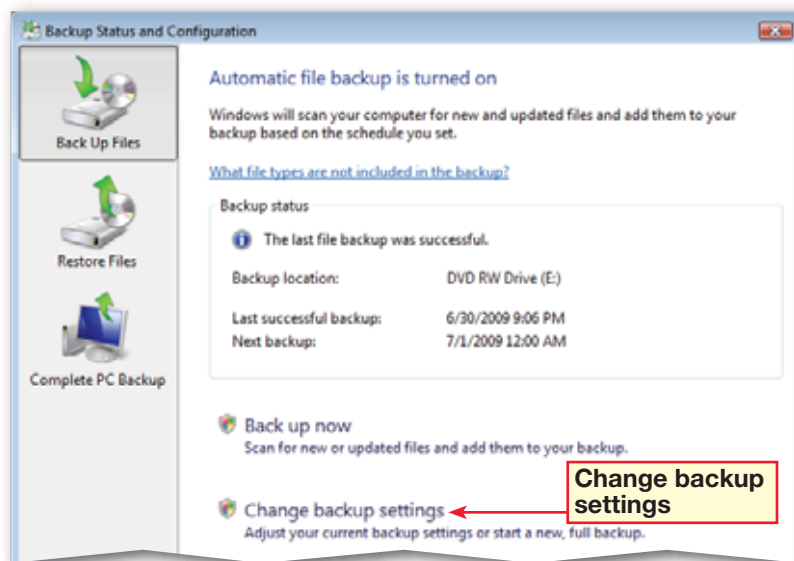 Backup Status and Configuration
Back Up Files
Restore Files
Complete PC Backup
Automatic file backup is turned on
Windows will scan your computer for new and updated files and add them to your
backup based on the schedule you set.
What file types are not included in the backup?
Backup status
The last file backup was successful.
Backup location: DVD RW Drive (E:)
Last successful backup: 6/30/2009 9:06 PM
Next backup: 7/1/2009 12:00 AM
Back up now
Scan for new or updated files and add them to your backup.
Change backup settings
Adjust your current backup settings or start a new, full backup.
Change backup
settings